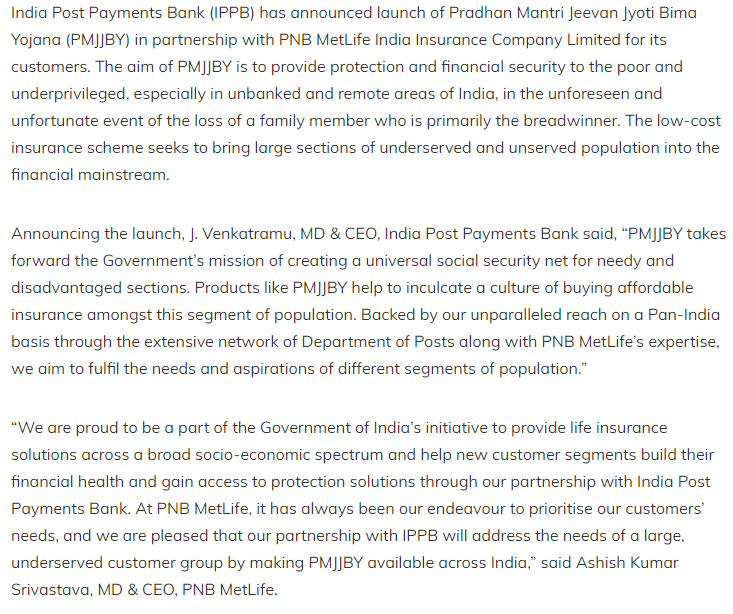 India Post Payments Bank (IPPB) has announced launch of Pradhan Mantri Jeevan Jyoti Bima
Yojana (PMJJBY) in partnership with PNB MetLife India Insurance Company Limited for its
customers. The aim of PMJJBY is to provide protection and financial security to the poor and
underprivileged, especially in unbanked and remote areas of India, in the unforeseen and
unfortunate event of the loss of a family member who is primarily the breadwinner. The low-cost
insurance scheme seeks to bring large sections of underserved and unserved population into the
financial mainstream.
Announcing the launch, J. Venkatramu, MD & CEO, India Post Payments Bank said, “PMJJBY takes
forward the Government’s mission of creating a universal social security net for needy and
disadvantaged sections. Products like PMJJBY help to inculcate a culture of buying affordable
insurance amongst this segment of population. Backed by our unparalleled reach on a Pan-India
basis through the extensive network of Department of Posts along with PNB MetLife’s expertise,
we aim to fulfil the needs and aspirations of different segments of population.”
“We are proud to be a part of the Government of India’s initiative to provide life insurance
solutions across a broad socio-economic spectrum and help new customer segments build their
financial health and gain access to protection solutions through our partnership with India Post
Payments Bank. At PNB MetLife, it has always been our endeavour to prioritise our customers’
needs, and we are pleased that our partnership with IPPB will address the needs of a large,
underserved customer group by making PMJJBY available across India,” said Ashish Kumar
Srivastava, MD & CEO, PNB MetLife.